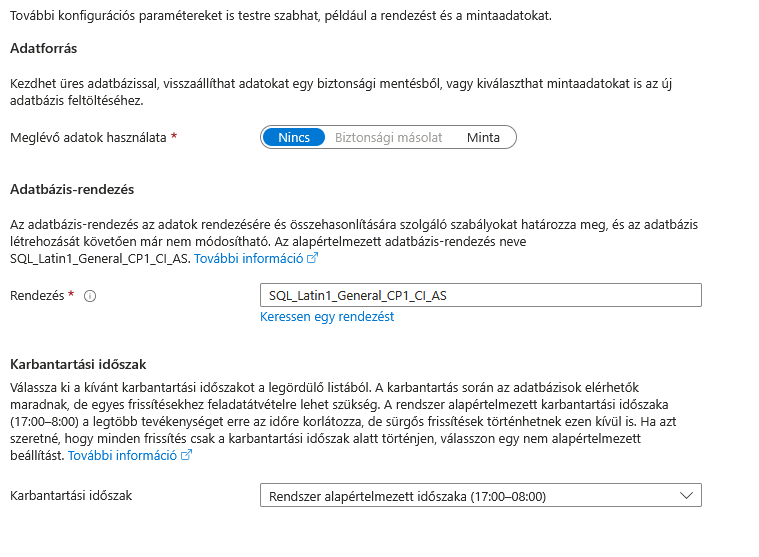 További konfigurációs paramétereket is testre szabhat, például a rendezést és a mintaadatokat.
Adatforrás
Kezdhet üres adatbázissal, visszaállíthat adatokat egy biztonsági mentésből, vagy kiválaszthat mintaadatokat is az új
adatbázis feltöltéséhez.
Meglévő adatok használata * Nincs Biztonsági másolat Minta
Adatbázis-rendezés
Az adatbázis-rendezés az adatok rendezésére és összehasonlítására szolgáló szabályokat határozza meg, és az adatbázis
létrehozását követően már nem módosítható. Az alapértelmezett adatbázis-rendezés neve
SQL_Latin1_General_CP1_CI_AS. További információ
Rendezés * SQL_Latin1_General_CP1_CI_AS
Keressen egy rendezést
Karbantartási időszak
Válassza ki a kívánt karbantartási időszakot a legördülő listából. A karbantartás során az adatbázisok elérhetők
maradnak, de egyes frissítésekhez feladatátvételre lehet szükség. A rendszer alapértelmezett karbantartási időszaka
(17:00–8:00) a legtöbb tevékenységet erre az időre korlátozza, de sürgős frissítések történhetnek ezen kívül is. Ha azt
szeretné, hogy minden frissítés csak a karbantartási időszak alatt történjen, válasszon egy nem alapértelmezett
beállítást. További információ
Karbantartási időszak Rendszer alapértelmezett időszaka (17:00–08:00)